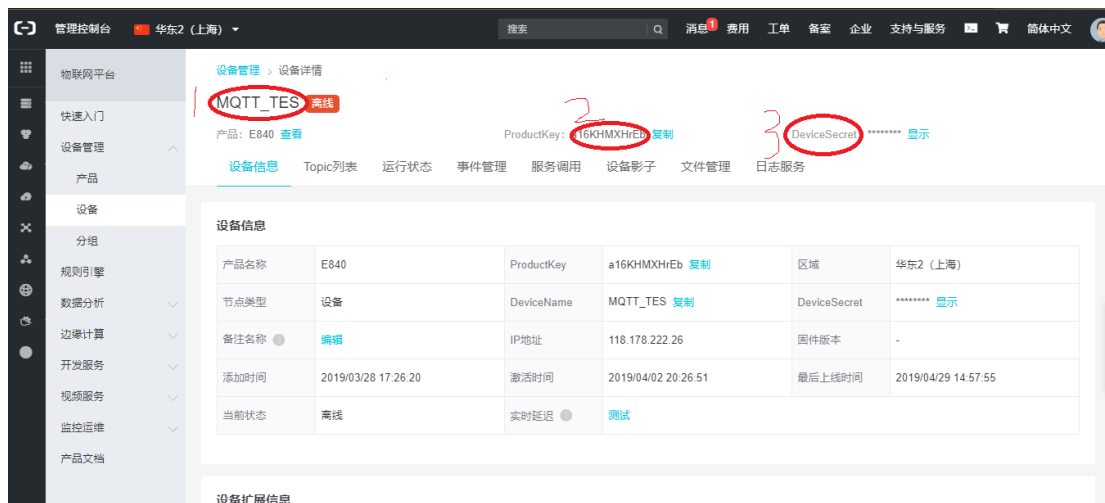 管理控制台 华东2（上海） 搜索 消息1 费用 工单 备案 企业 支持与服务 简体中文
物联网平台
快速入门
设备管理
产品
设备
分组
规则引擎
数据分析
边缘计算
开发服务
视频服务
监控运维
产品文档
设备管理 > 设备详情
1 MQTT_TES 离线
2
3
产品： E840 查看 ProductKey： a16KHMXHrEb 复制 DeviceSecret： ******** 显示
设备信息 Topic列表 运行状态 事件管理 服务调用 设备影子 文件管理 日志服务
设备信息
产品名称 E840 ProductKey a16KHMXHrEb 复制 区域 华东2（上海）
节点类型 设备 DeviceName MQTT_TES 复制 DeviceSecret ******** 显示
备注名称 编辑 IP地址 118.178.222.26 固件版本 -
添加时间 2019/03/28 17:26:20 激活时间 2019/04/02 20:26:51 最后上线时间 2019/04/29 14:57:55
当前状态 离线 实时延迟 测试
设备扩展信息